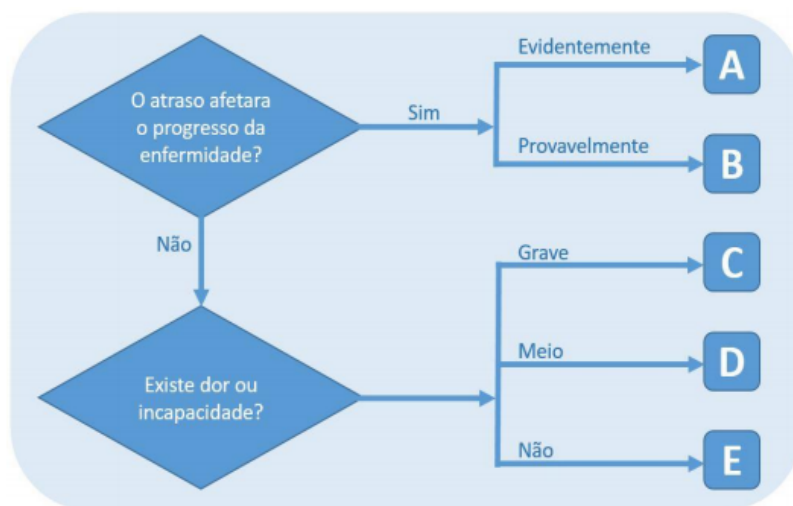 O atraso afetara
o progresso da
enfermidade?
Sim
Evidentemente
A
Provavelmente
B
Não
Existe dor ou
incapacidade?
Grave
C
Meio
D
Não
E